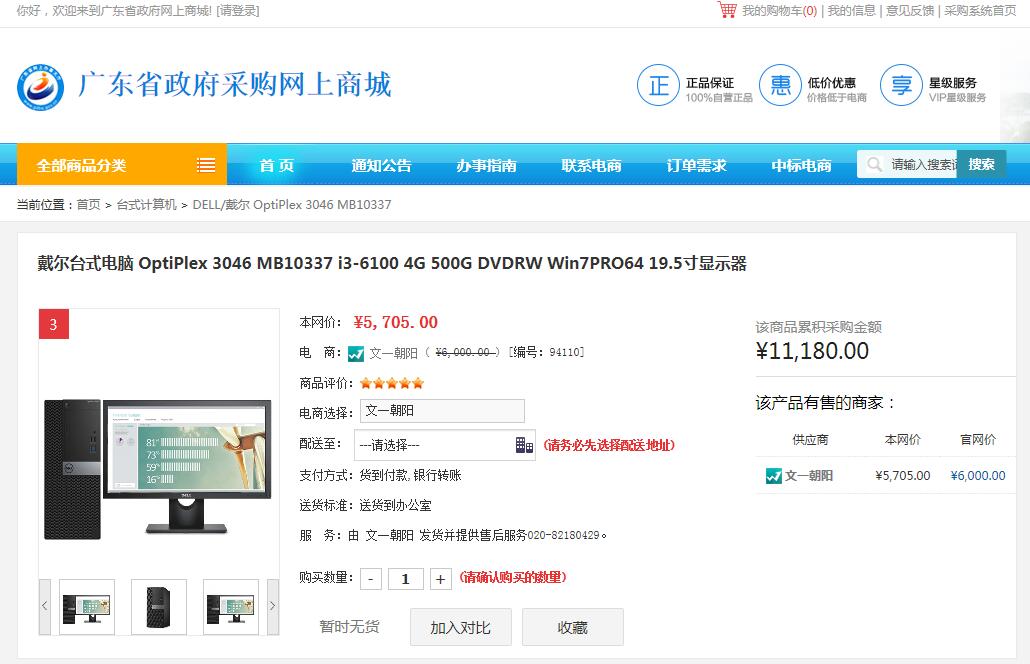 你好，欢迎来到广东省政府网上商城! [请登录]
我的购物车(0) | 我的信息 | 意见反馈 | 采购系统首页
广东省政府采购网上商城
正 正品保证 100%自营正品
惠 低价优惠 价格低于电商
享 星级服务 VIP星级服务
全部商品分类 首 页 通知公告 办事指南 联系电商 订单需求 中标电商 请输入搜索 搜索
当前位置：首页 > 台式计算机 > DELL/戴尔 OptiPlex 3046 MB10337
戴尔台式电脑 OptiPlex 3046 MB10337 i3-6100 4G 500G DVDRW Win7PRO64 19.5寸显示器
3
81°
73°
59°
16°
DELL
本网价： ¥5,705.00
电 商： 文一朝阳（ ¥6,000.00 ）[编号：94110]
商品评价：
电商选择： 文一朝阳
配送至： ---请选择--- (请务必先选择配送地址)
支付方式：货到付款,银行转账
送货标准：送货到办公室
服 务：由 文一朝阳 发货并提供售后服务020-82180429。
购买数量： - 1 + (请确认购买的数量)
暂时无货 加入对比 收藏
该商品累积采购金额
¥11,180.00
该产品有售的商家：
供应商 本网价 官网价
文一朝阳 ¥5,705.00 ¥6,000.00